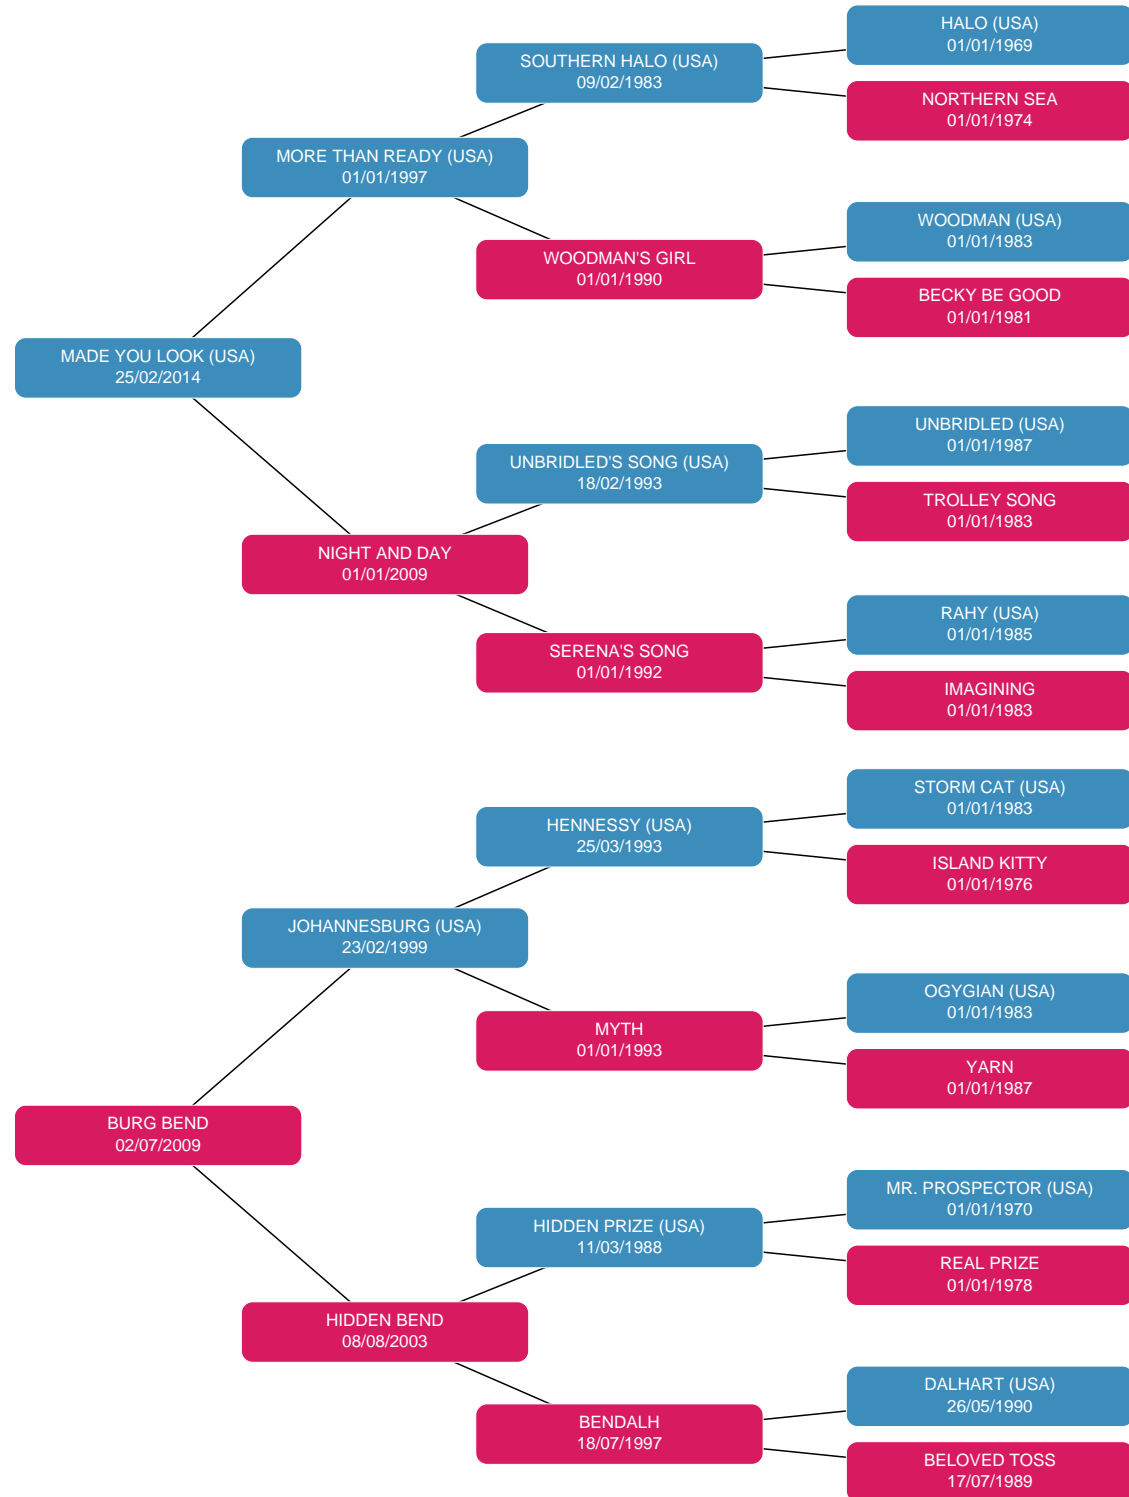 HALO (USA)
01/01/1969
SOUTHERN HALO (USA)
09/02/1983
NORTHERN SEA
01/01/1974
MORE THAN READY (USA)
01/01/1997
WOODMAN (USA)
01/01/1983
WOODMAN'S GIRL
01/01/1990
BECKY BE GOOD
01/01/1981
MADE YOU LOOK (USA)
25/02/2014
UNBRIDLED (USA)
01/01/1987
UNBRIDLED'S SONG (USA)
18/02/1993
TROLLEY SONG
01/01/1983
NIGHT AND DAY
01/01/2009
RAHY (USA)
01/01/1985
SERENA'S SONG
01/01/1992
IMAGINING
01/01/1983
STORM CAT (USA)
01/01/1983
HENNESSY (USA)
25/03/1993
ISLAND KITTY
01/01/1976
JOHANNESBURG (USA)
23/02/1999
OGYGIAN (USA)
01/01/1983
MYTH
01/01/1993
YARN
01/01/1987
BURG BEND
02/07/2009
MR. PROSPECTOR (USA)
01/01/1970
HIDDEN PRIZE (USA)
11/03/1988
REAL PRIZE
01/01/1978
HIDDEN BEND
08/08/2003
DALHART (USA)
26/05/1990
BENDALH
18/07/1997
BELOVED TOSS
17/07/1989